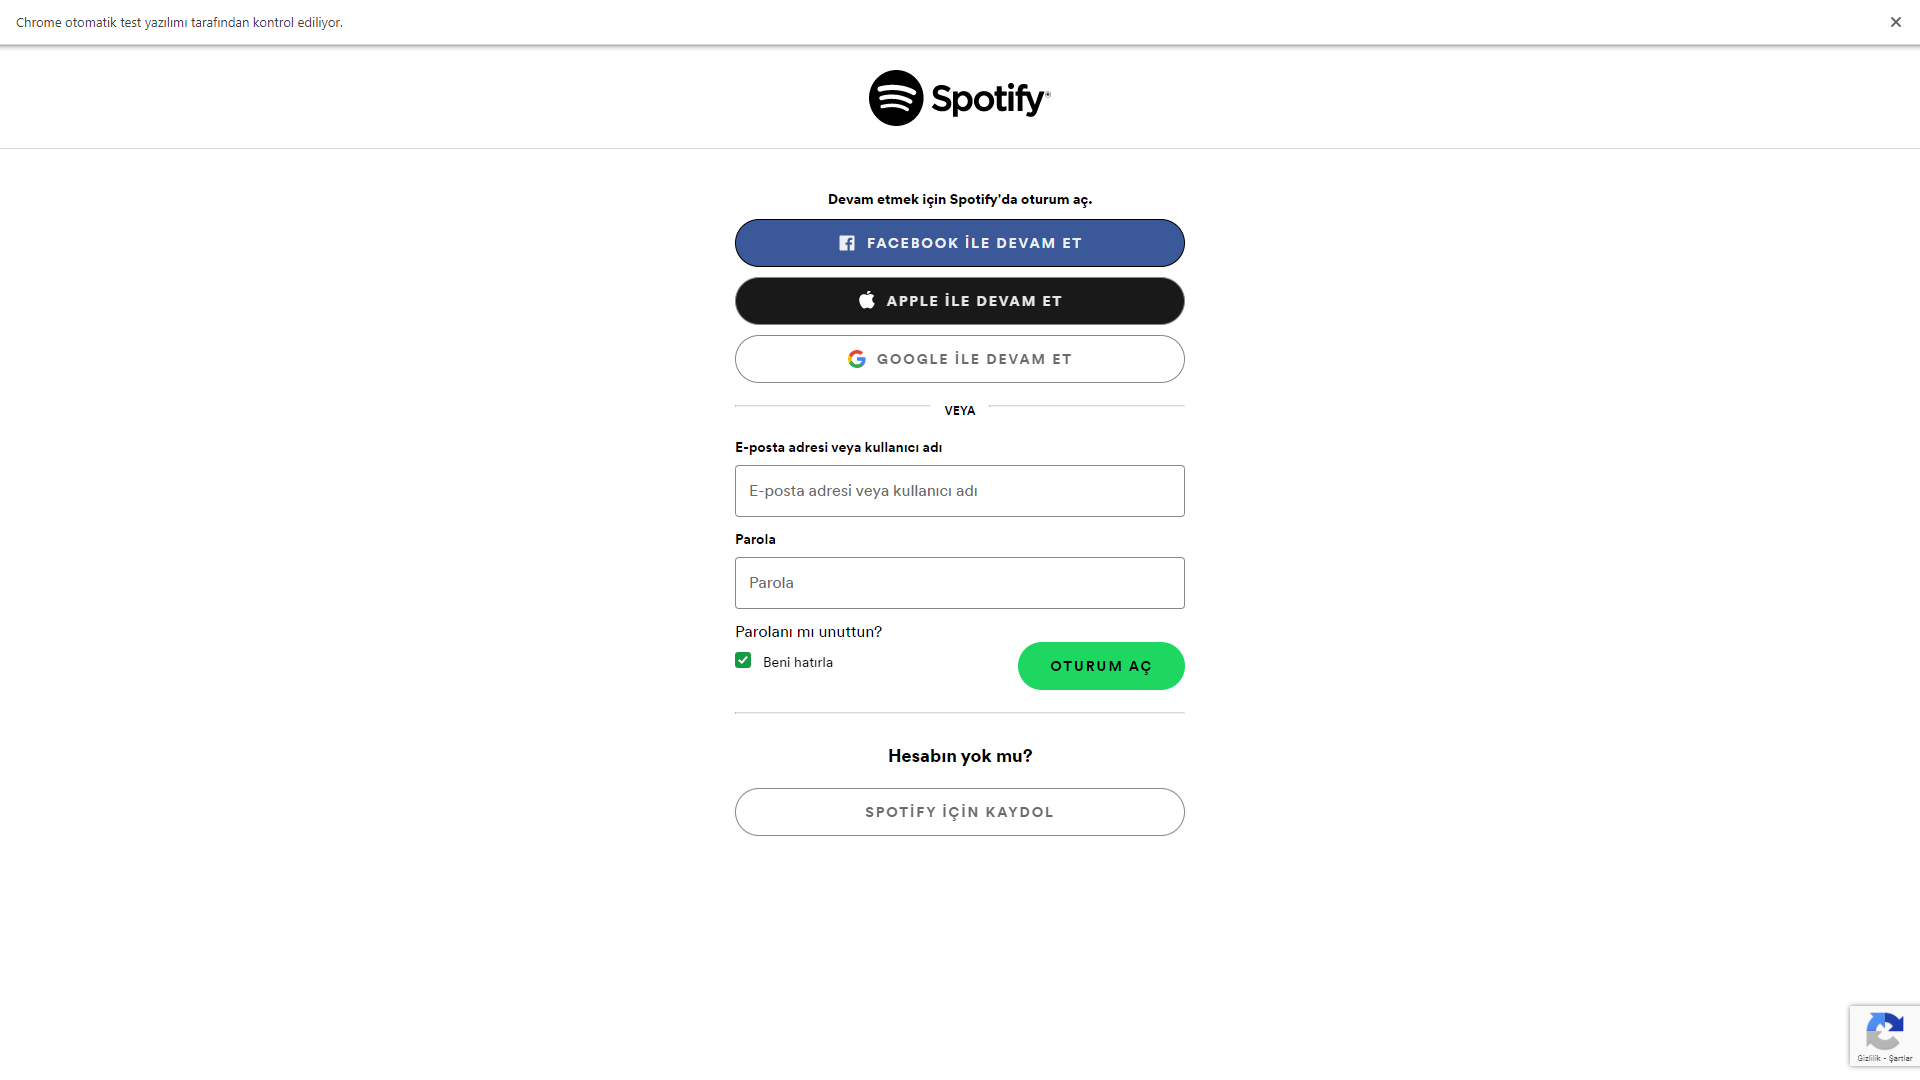 Chrome otomatik test yazılımı tarafından kontrol ediliyor.
Spotify®
Devam etmek için Spotify'da oturum aç.
FACEBOOK İLE DEVAM ET
APPLE İLE DEVAM ET
GOOGLE İLE DEVAM ET
VEYA
E-posta adresi veya kullanıcı adı
E-posta adresi veya kullanıcı adı
Parola
Parola
Parolanı mı unuttun?
Beni hatırla
OTURUM AÇ
Hesabın yok mu?
SPOTİFY İÇİN KAYDOL
Gizlilik - Şartlar